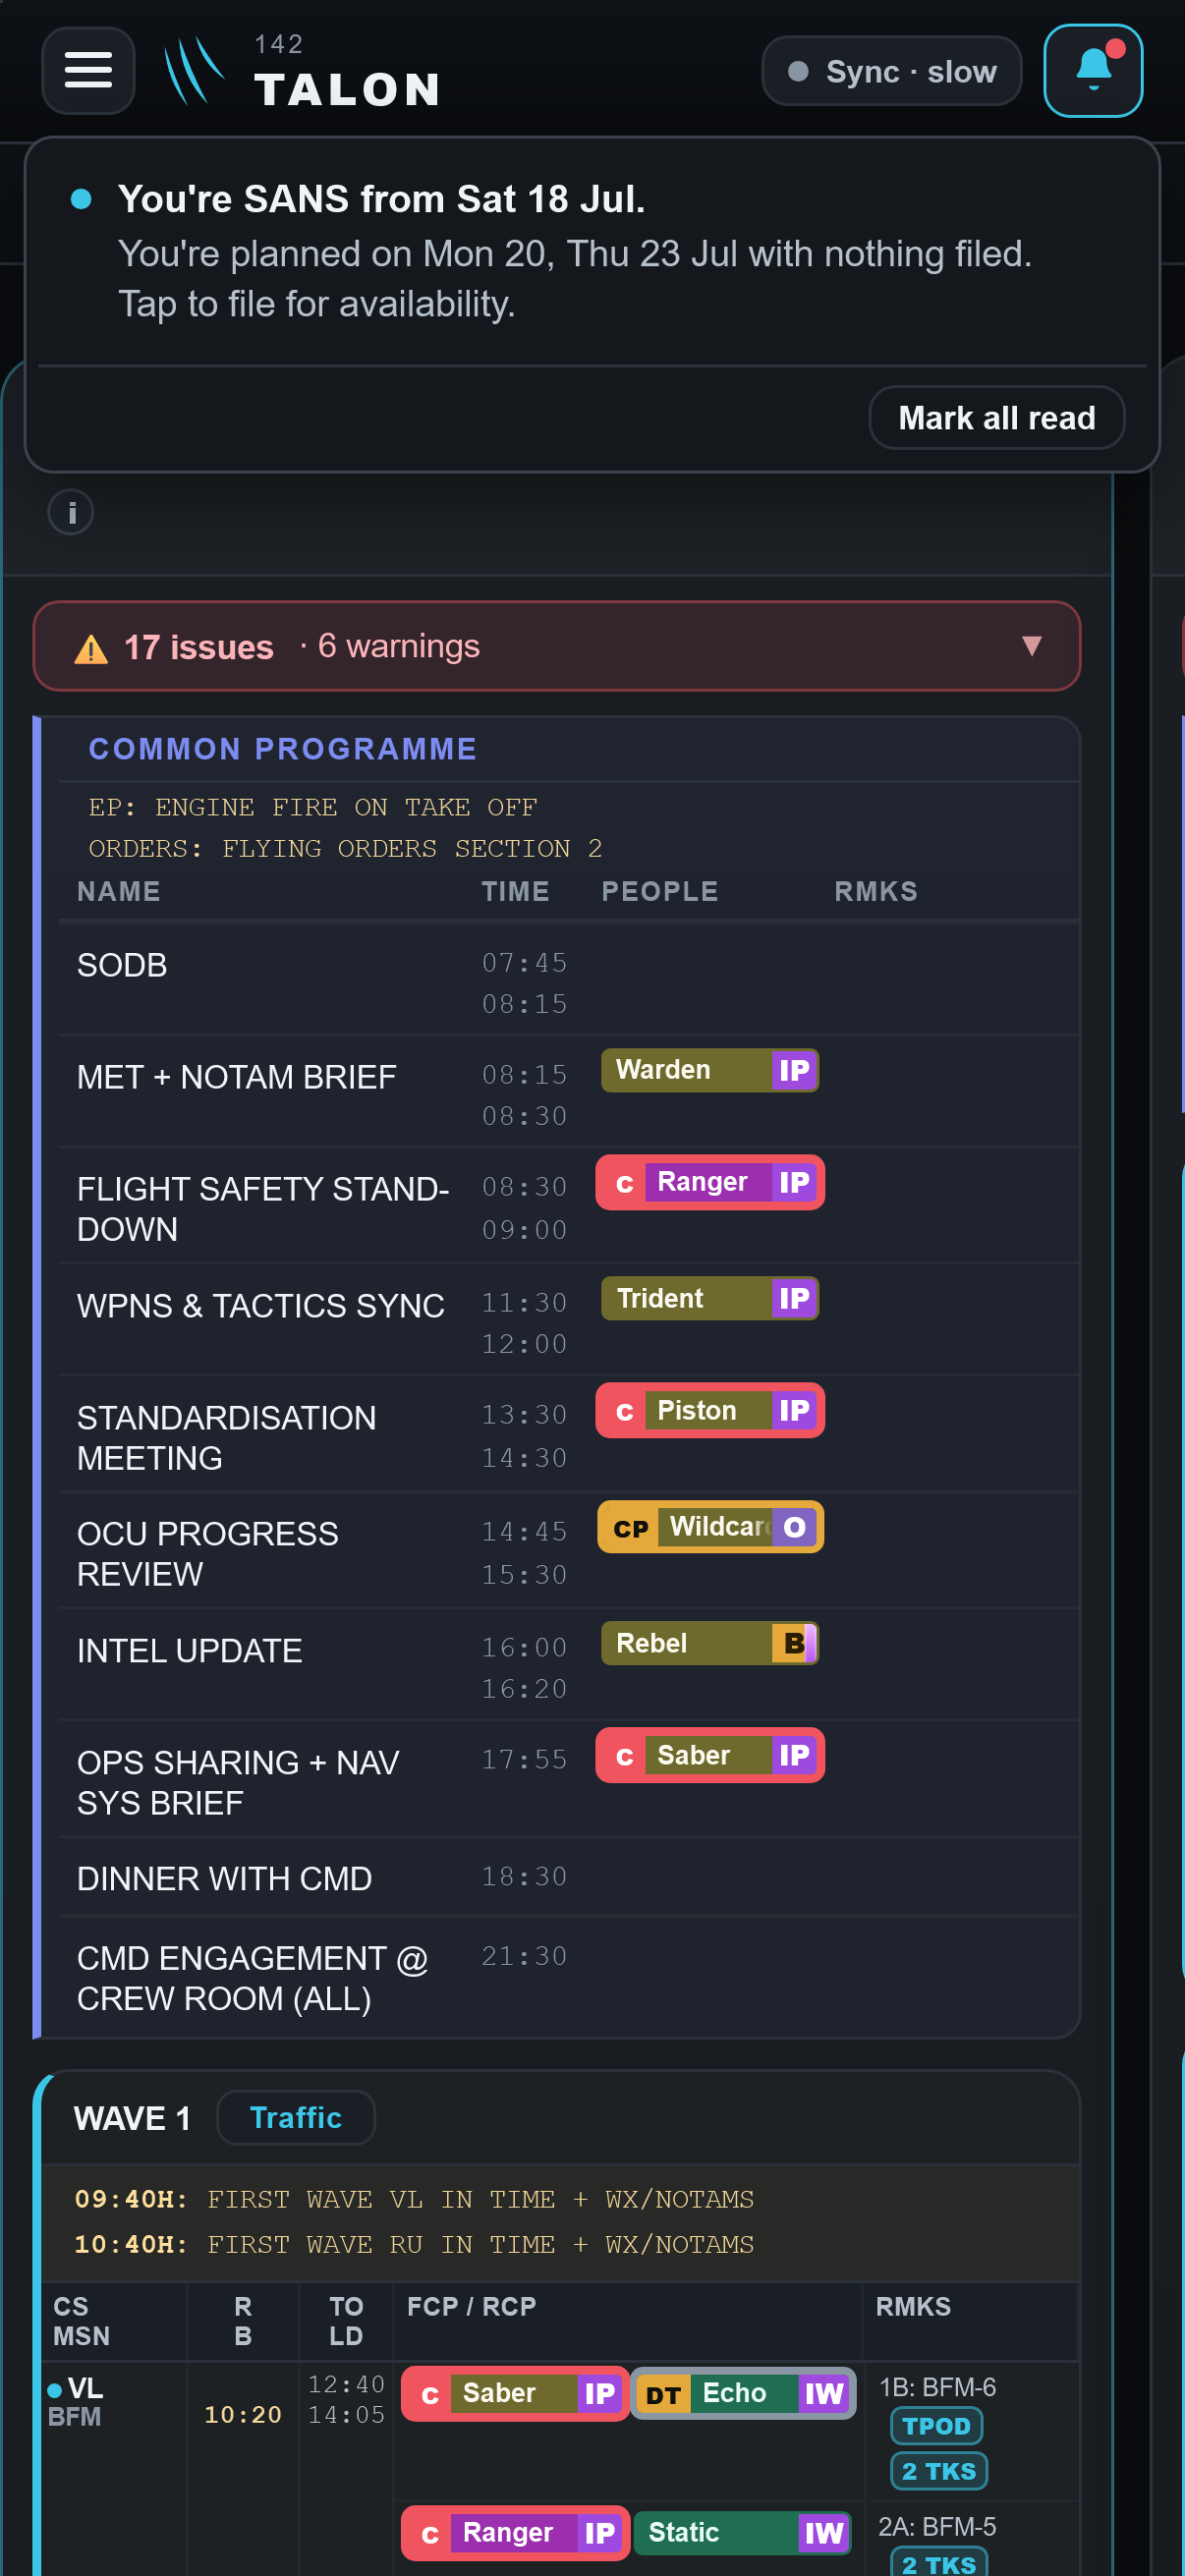 142
TALON
Sync · slow
You're SANS from Sat 18 Jul.
You're planned on Mon 20, Thu 23 Jul with nothing filed.
Tap to file for availability.
Mark all read
i
17 issues · 6 warnings ▼
COMMON PROGRAMME
EP: ENGINE FIRE ON TAKE OFF
ORDERS: FLYING ORDERS SECTION 2
NAME TIME PEOPLE RMKS
SODB 07:45
08:15
MET + NOTAM BRIEF 08:15 Warden IP
08:30
FLIGHT SAFETY STAND- 08:30 C Ranger IP
DOWN 09:00
WPNS & TACTICS SYNC 11:30 Trident IP
12:00
STANDARDISATION 13:30 C Piston IP
MEETING 14:30
OCU PROGRESS 14:45 CP Wildcard O
REVIEW 15:30
INTEL UPDATE 16:00 Rebel B
16:20
OPS SHARING + NAV 17:55 C Saber IP
SYS BRIEF
DINNER WITH CMD 18:30
CMD ENGAGEMENT @ 21:30
CREW ROOM (ALL)
WAVE 1 Traffic
09:40H: FIRST WAVE VL IN TIME + WX/NOTAMS
10:40H: FIRST WAVE RU IN TIME + WX/NOTAMS
CS R TO FCP / RCP RMKS
MSN B LD
VL 12:40 C Saber IP DT Echo IW 1B: BFM-6
BFM 10:20 14:05 TPOD
2 TKS
C Ranger IP Static IW 2A: BFM-5
2 TKS